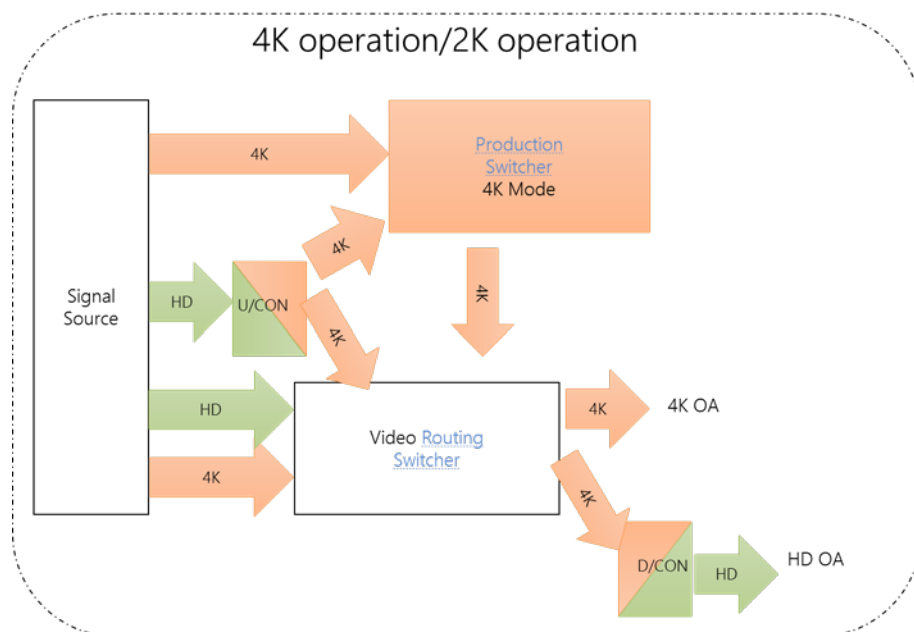 4K operation/2K operation
4K
Production
Switcher
4K Mode
4K
Signal
Source
HD
U/CON
4K
4K
HD
4K
Video Routing
Switcher
4K
4K OA
4K
D/CON
HD
HD OA